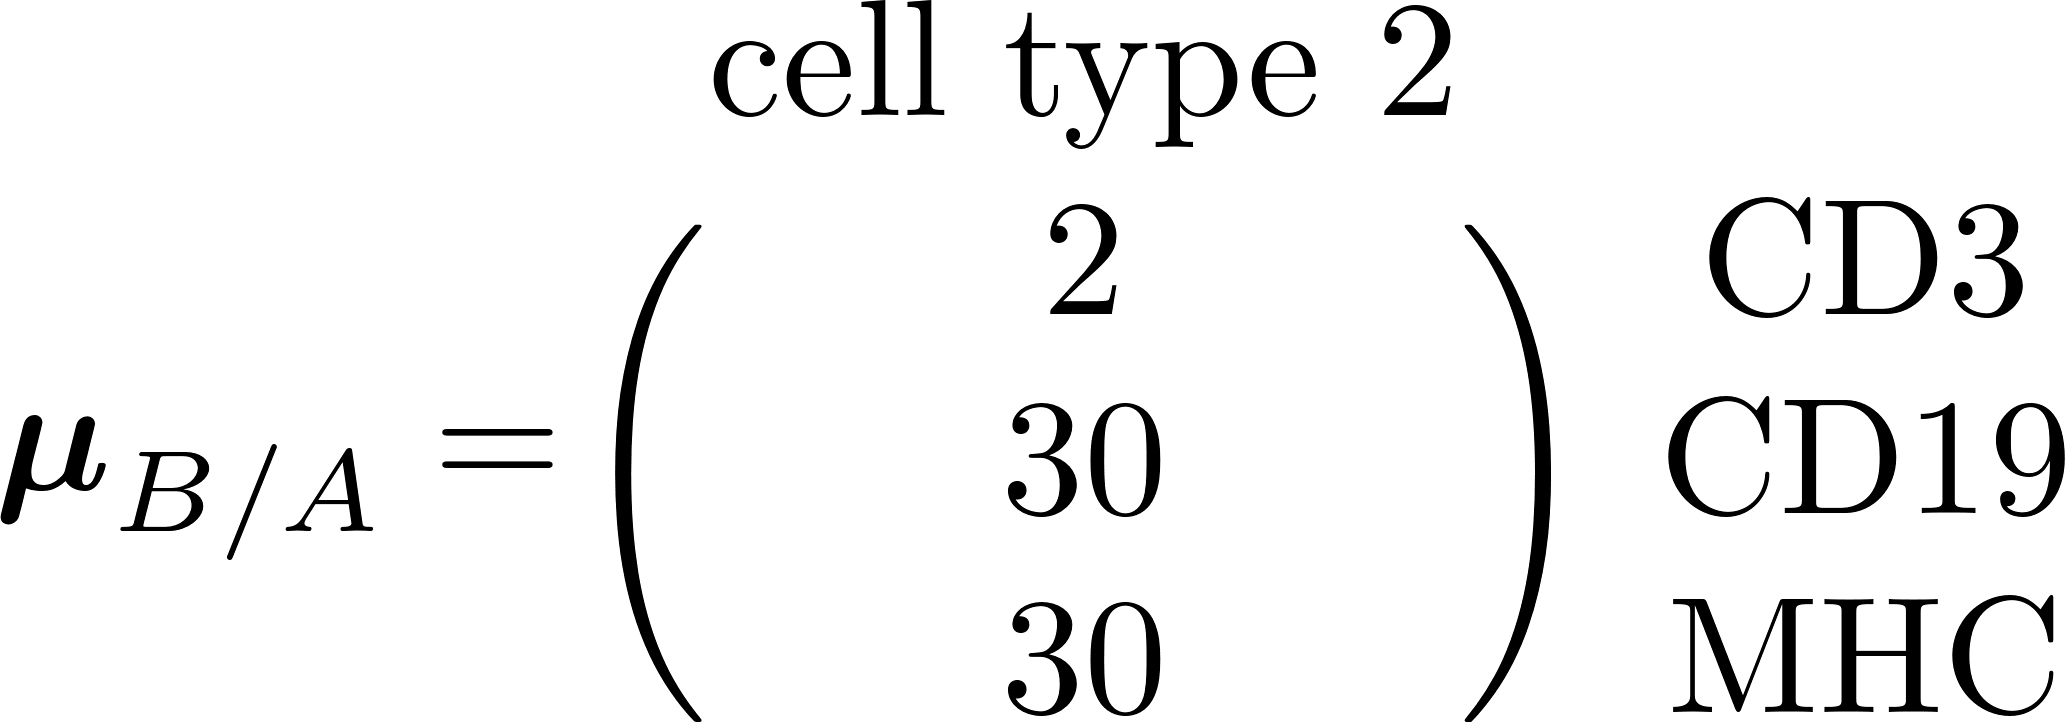 cell type 2
2 CD3
𝝁_{B/A} = ( 30 ) CD19
30 MHC